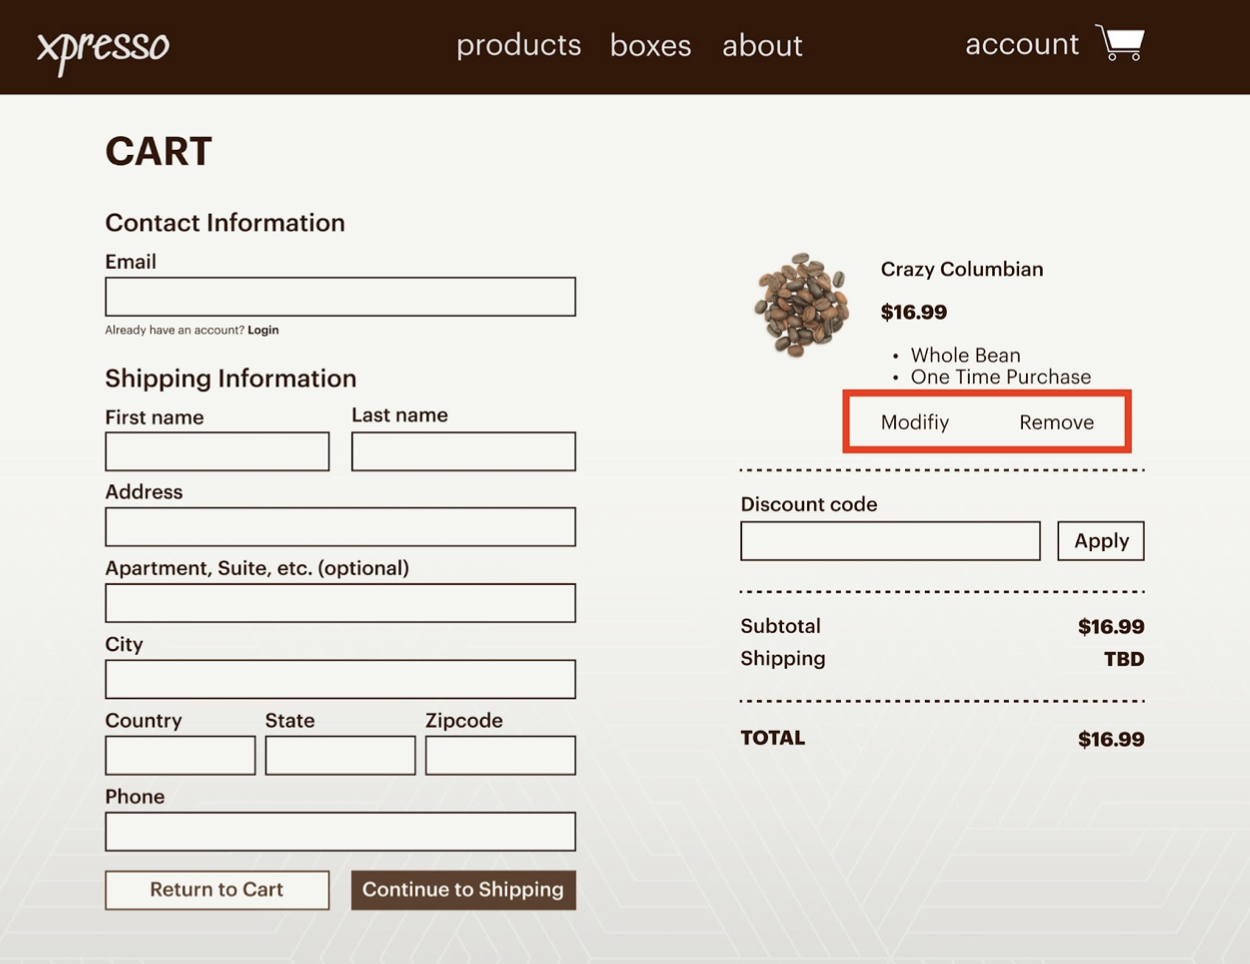 xpresso
products boxes about
account
CART
Contact Information
Email
Already have an account? Login
Shipping Information
First name
Last name
Address
Apartment, Suite, etc. (optional)
City
Country
State
Zipcode
Phone
Return to Cart
Continue to Shipping
Crazy Columbian
$16.99
• Whole Bean
• One Time Purchase
Modifiy
Remove
Discount code
Apply
Subtotal $16.99
Shipping TBD
TOTAL $16.99